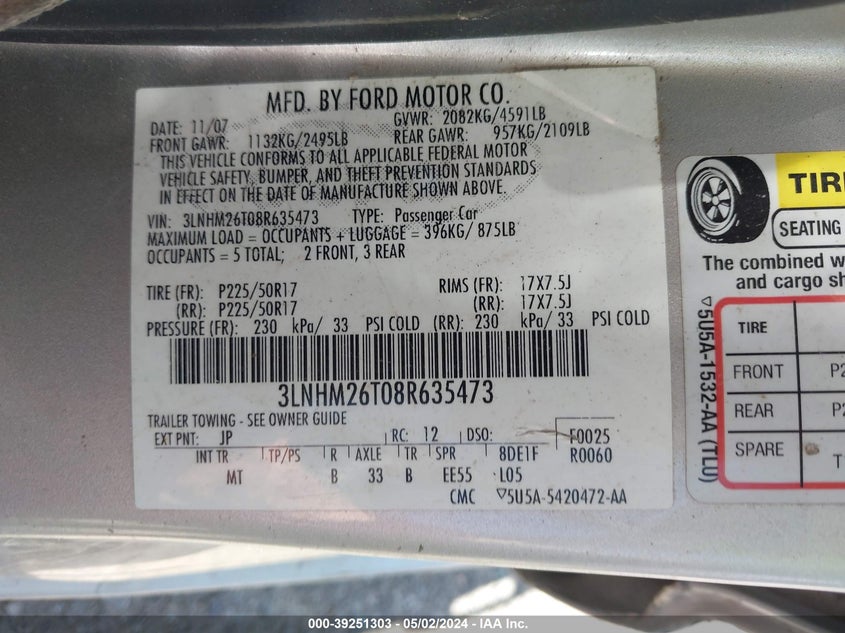 MFD. BY FORD MOTOR CO.
DATE: 11/07 GVWR: 2082KG/4591LB
FRONT GAWR: 1132KG/2495LB REAR GAWR: 957KG/2109LB
THIS VEHICLE CONFORMS TO ALL APPLICABLE FEDERAL MOTOR
VEHICLE SAFETY, BUMPER, AND THEFT PREVENTION STANDARDS
IN EFFECT ON THE DATE OF MANUFACTURE SHOWN ABOVE.
VIN: 3LNHM26T08R635473 TYPE: Passenger Car
MAXIMUM LOAD = OCCUPANTS + LUGGAGE = 396KG/ 875LB
OCCUPANTS = 5 TOTAL; 2 FRONT, 3 REAR
TIRE (FR): P225/50R17 RIMS (FR): 17X7.5J
(RR): P225/50R17 (RR): 17X7.5J
PRESSURE (FR): 230 kPa/ 33 PSI COLD (RR): 230 kPa/ 33 PSI COLD
3LNHM26T08R635473
TRAILER TOWING - SEE OWNER GUIDE
EXT PNT: JP RC: 12 DSO: F0025
INT TR TP/PS R AXLE TR SPR 8DE1F R0060
MT B 33 B EE55 L05
CMC ▽5U5A-5420472-AA
TIRE
SEATING
The combined
and cargo
▽5U5A-1532-AA (TL0)
TIRE
FRONT
REAR
SPARE T
000-39251303 - 05/02/2024 - IAA Inc.